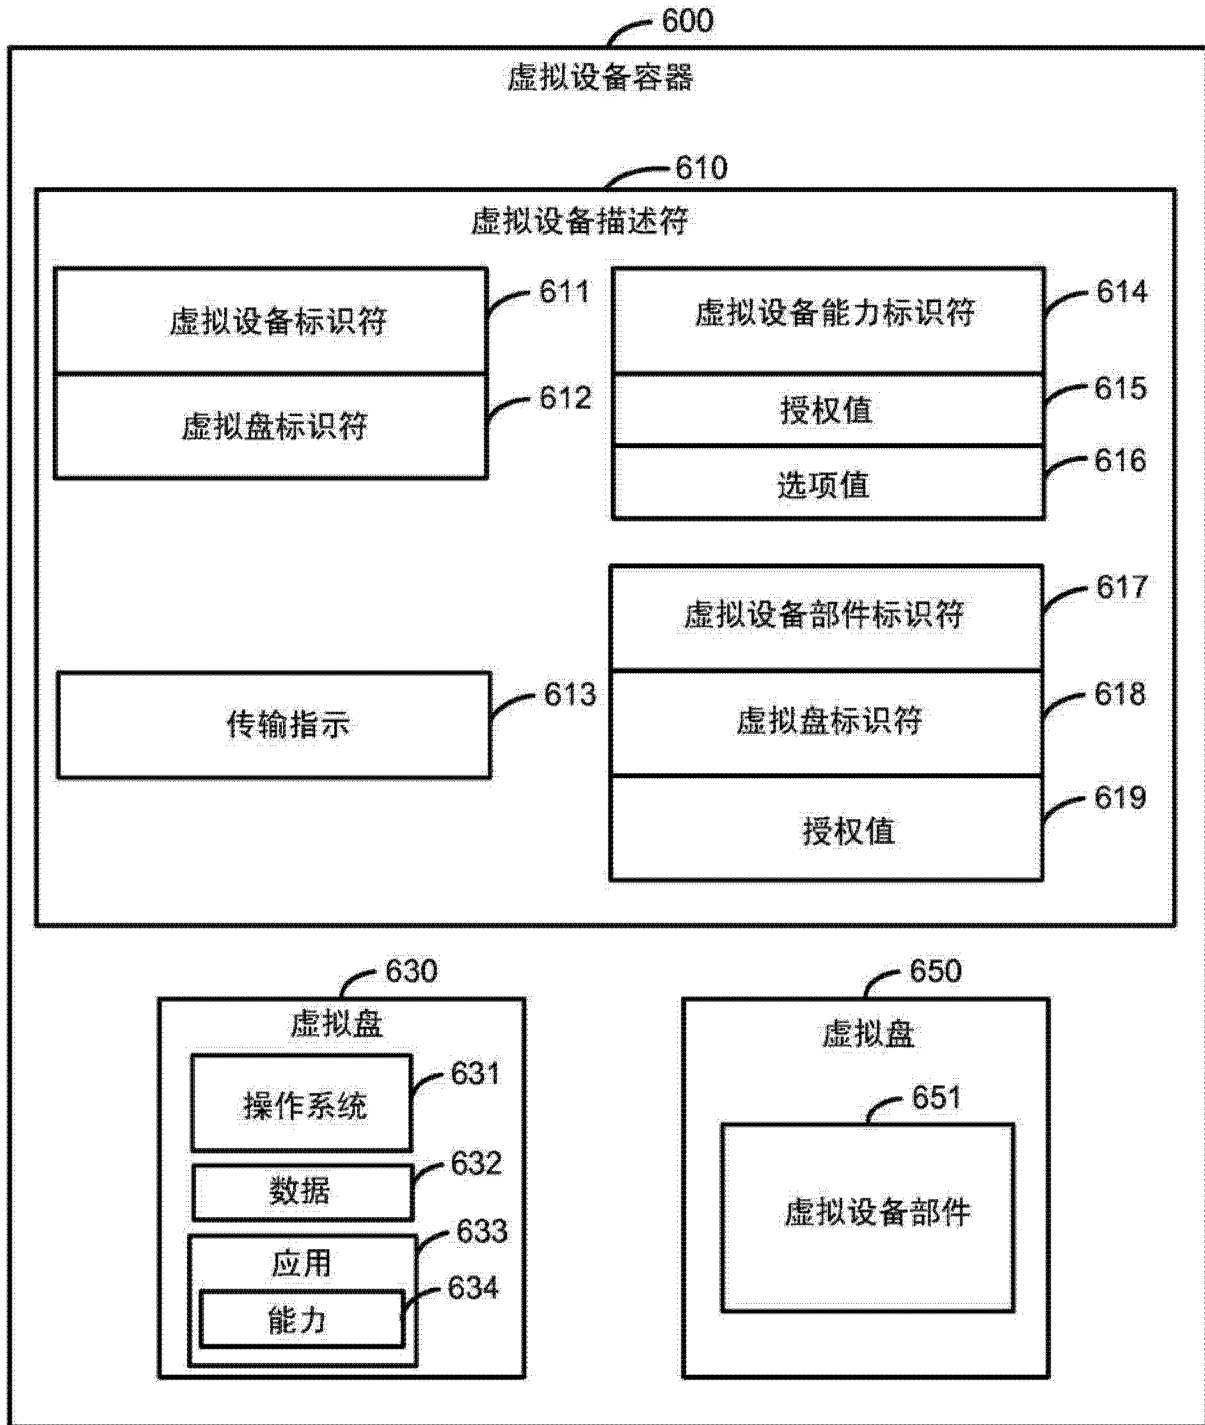 600
虚拟设备容器
610
虚拟设备描述符
611
虚拟设备标识符
612
虚拟盘标识符
613
传输指示
614
虚拟设备能力标识符
615
授权值
616
选项值
617
虚拟设备部件标识符
618
虚拟盘标识符
619
授权值
630
虚拟盘
631
操作系统
632
数据
633
应用
634
能力
650
虚拟盘
651
虚拟设备部件